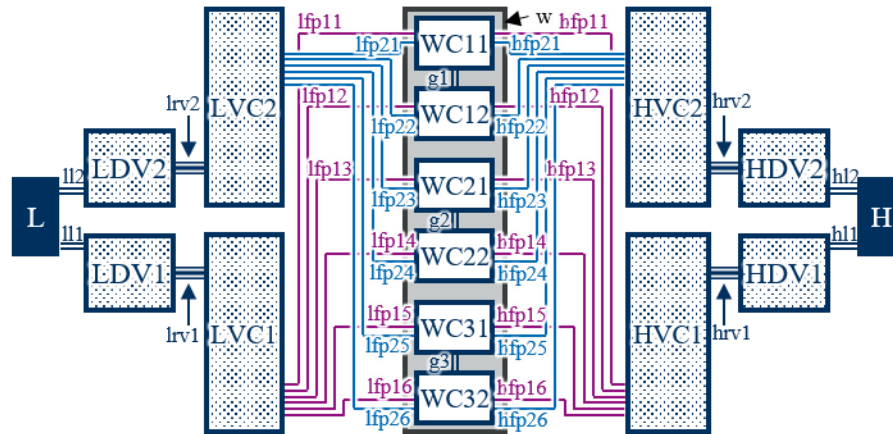 lfp11 WC11 w hfp11
lfp21 hfp21
g1
lrv2 LVC2 lfp12 WC12 hfp12 HVC2 hrv2
lfp22 hfp22
LDV2 lfp13 WC21 hfp13 HDV2
ll2 lfp23 hfp23 hl2
L g2 H
ll1 lfp14 WC22 hfp14 hl1
LDV1 lfp24 hfp24 HDV1
lrv1 LVC1 lfp15 WC31 hfp15 HVC1 hrv1
lfp25 hfp25
g3
lfp16 WC32 hfp16
lfp26 hfp26